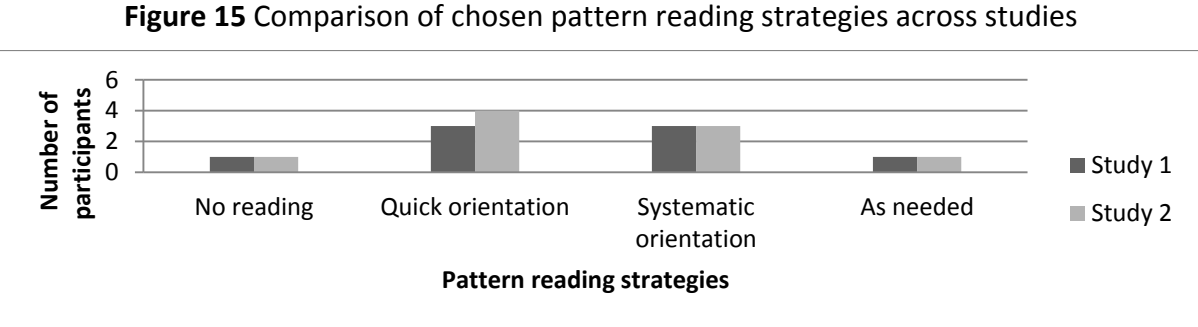 Figure 15 Comparison of chosen pattern reading strategies across studies
Number of
participants
6
4
2
0
No reading
Quick orientation
Systematic
orientation
As needed
Study 1
Study 2
Pattern reading strategies